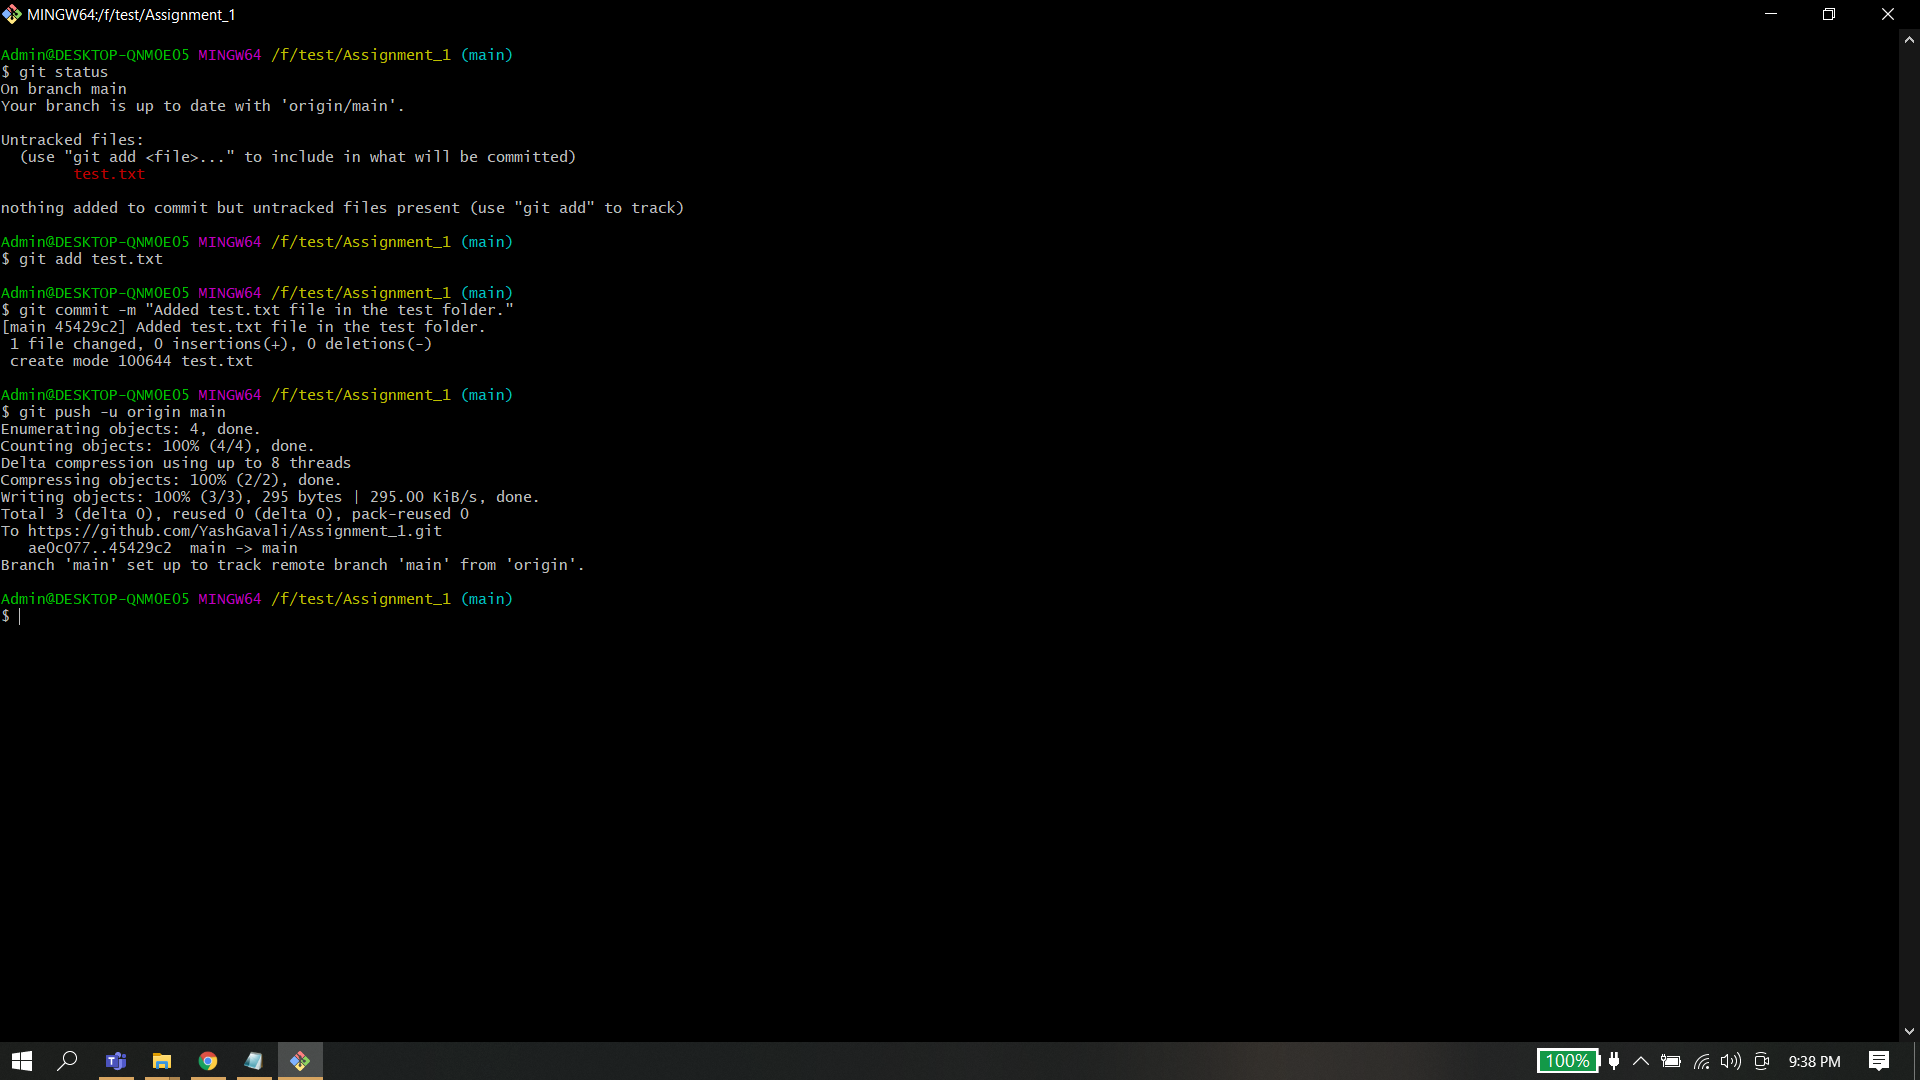 MINGW64:/f/test/Assignment_1
Admin@DESKTOP-QNM0E05 MINGW64 /f/test/Assignment_1 (main)
$ git status
On branch main
Your branch is up to date with 'origin/main'.
Untracked files:
  (use "git add <file>..." to include in what will be committed)
        test.txt
nothing added to commit but untracked files present (use "git add" to track)
Admin@DESKTOP-QNM0E05 MINGW64 /f/test/Assignment_1 (main)
$ git add test.txt
Admin@DESKTOP-QNM0E05 MINGW64 /f/test/Assignment_1 (main)
$ git commit -m "Added test.txt file in the test folder."
[main 45429c2] Added test.txt file in the test folder.
 1 file changed, 0 insertions(+), 0 deletions(-)
 create mode 100644 test.txt
Admin@DESKTOP-QNM0E05 MINGW64 /f/test/Assignment_1 (main)
$ git push -u origin main
Enumerating objects: 4, done.
Counting objects: 100% (4/4), done.
Delta compression using up to 8 threads
Compressing objects: 100% (2/2), done.
Writing objects: 100% (3/3), 295 bytes | 295.00 KiB/s, done.
Total 3 (delta 0), reused 0 (delta 0), pack-reused 0
To https://github.com/YashGavali/Assignment_1.git
   ae0c077..45429c2  main -> main
Branch 'main' set up to track remote branch 'main' from 'origin'.
Admin@DESKTOP-QNM0E05 MINGW64 /f/test/Assignment_1 (main)
$
100%
9:38 PM